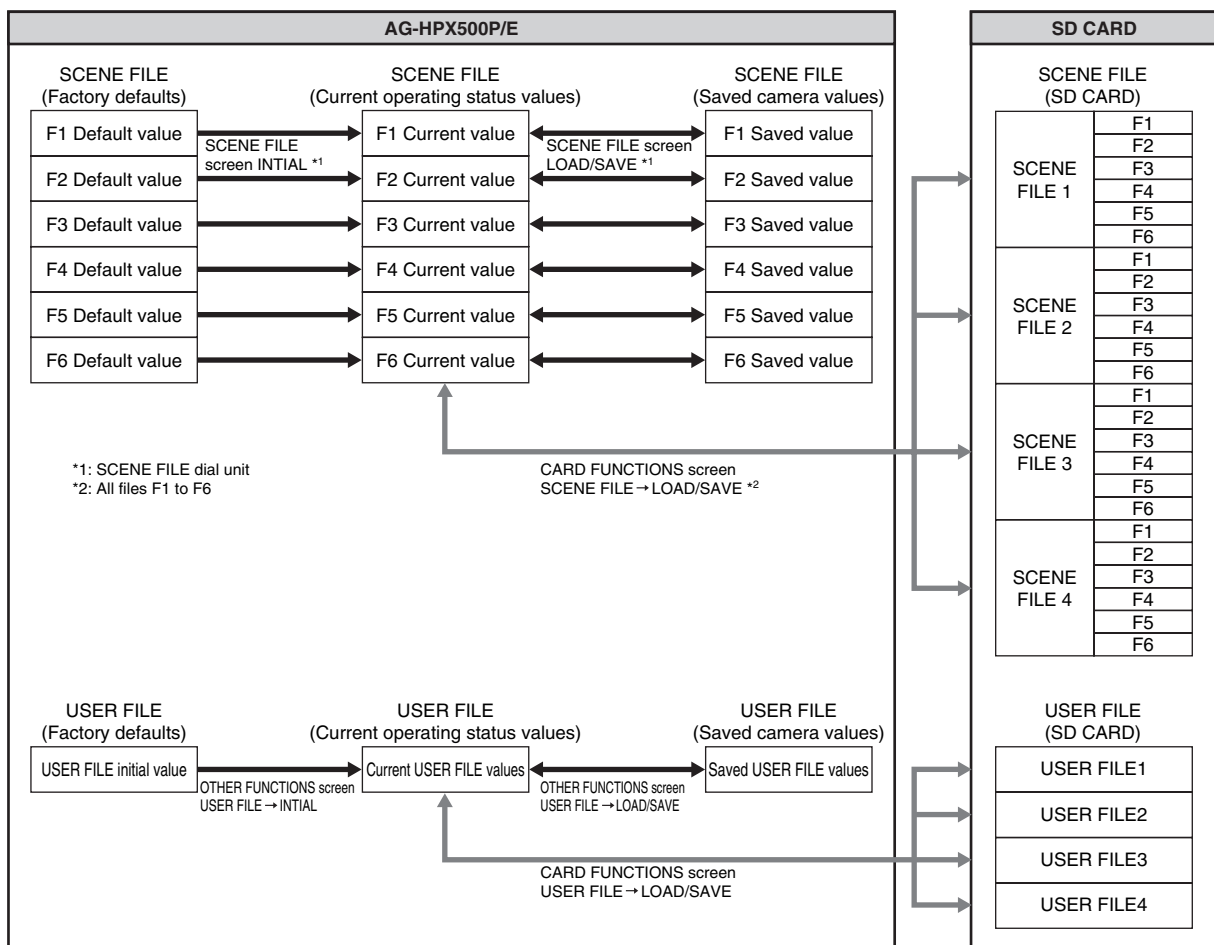 AG-HPX500P/E
SD CARD
SCENE FILE
(Factory defaults)
SCENE FILE
(Current operating status values)
SCENE FILE
(Saved camera values)
F1 Default value
F2 Default value
F3 Default value
F4 Default value
F5 Default value
F6 Default value
SCENE FILE
screen INTIAL *1
F1 Current value
F2 Current value
F3 Current value
F4 Current value
F5 Current value
F6 Current value
SCENE FILE screen
LOAD/SAVE *1
F1 Saved value
F2 Saved value
F3 Saved value
F4 Saved value
F5 Saved value
F6 Saved value
*1: SCENE FILE dial unit
*2: All files F1 to F6
CARD FUNCTIONS screen
SCENE FILE→LOAD/SAVE *2
SCENE FILE
(SD CARD)
SCENE
FILE 1
F1
F2
F3
F4
F5
F6
SCENE
FILE 2
F1
F2
F3
F4
F5
F6
SCENE
FILE 3
F1
F2
F3
F4
F5
F6
SCENE
FILE 4
F1
F2
F3
F4
F5
F6
USER FILE
(Factory defaults)
USER FILE
(Current operating status values)
USER FILE
(Saved camera values)
USER FILE initial value
OTHER FUNCTIONS screen
USER FILE→INTIAL
Current USER FILE values
OTHER FUNCTIONS screen
USER FILE→LOAD/SAVE
Saved USER FILE values
CARD FUNCTIONS screen
USER FILE→LOAD/SAVE
USER FILE
(SD CARD)
USER FILE1
USER FILE2
USER FILE3
USER FILE4